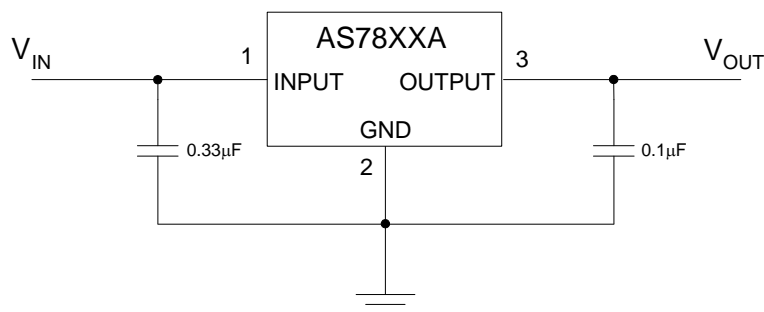 AS78XXA
V_IN
1
3
V_OUT
INPUT
OUTPUT
GND
0.33μF
0.1μF
2